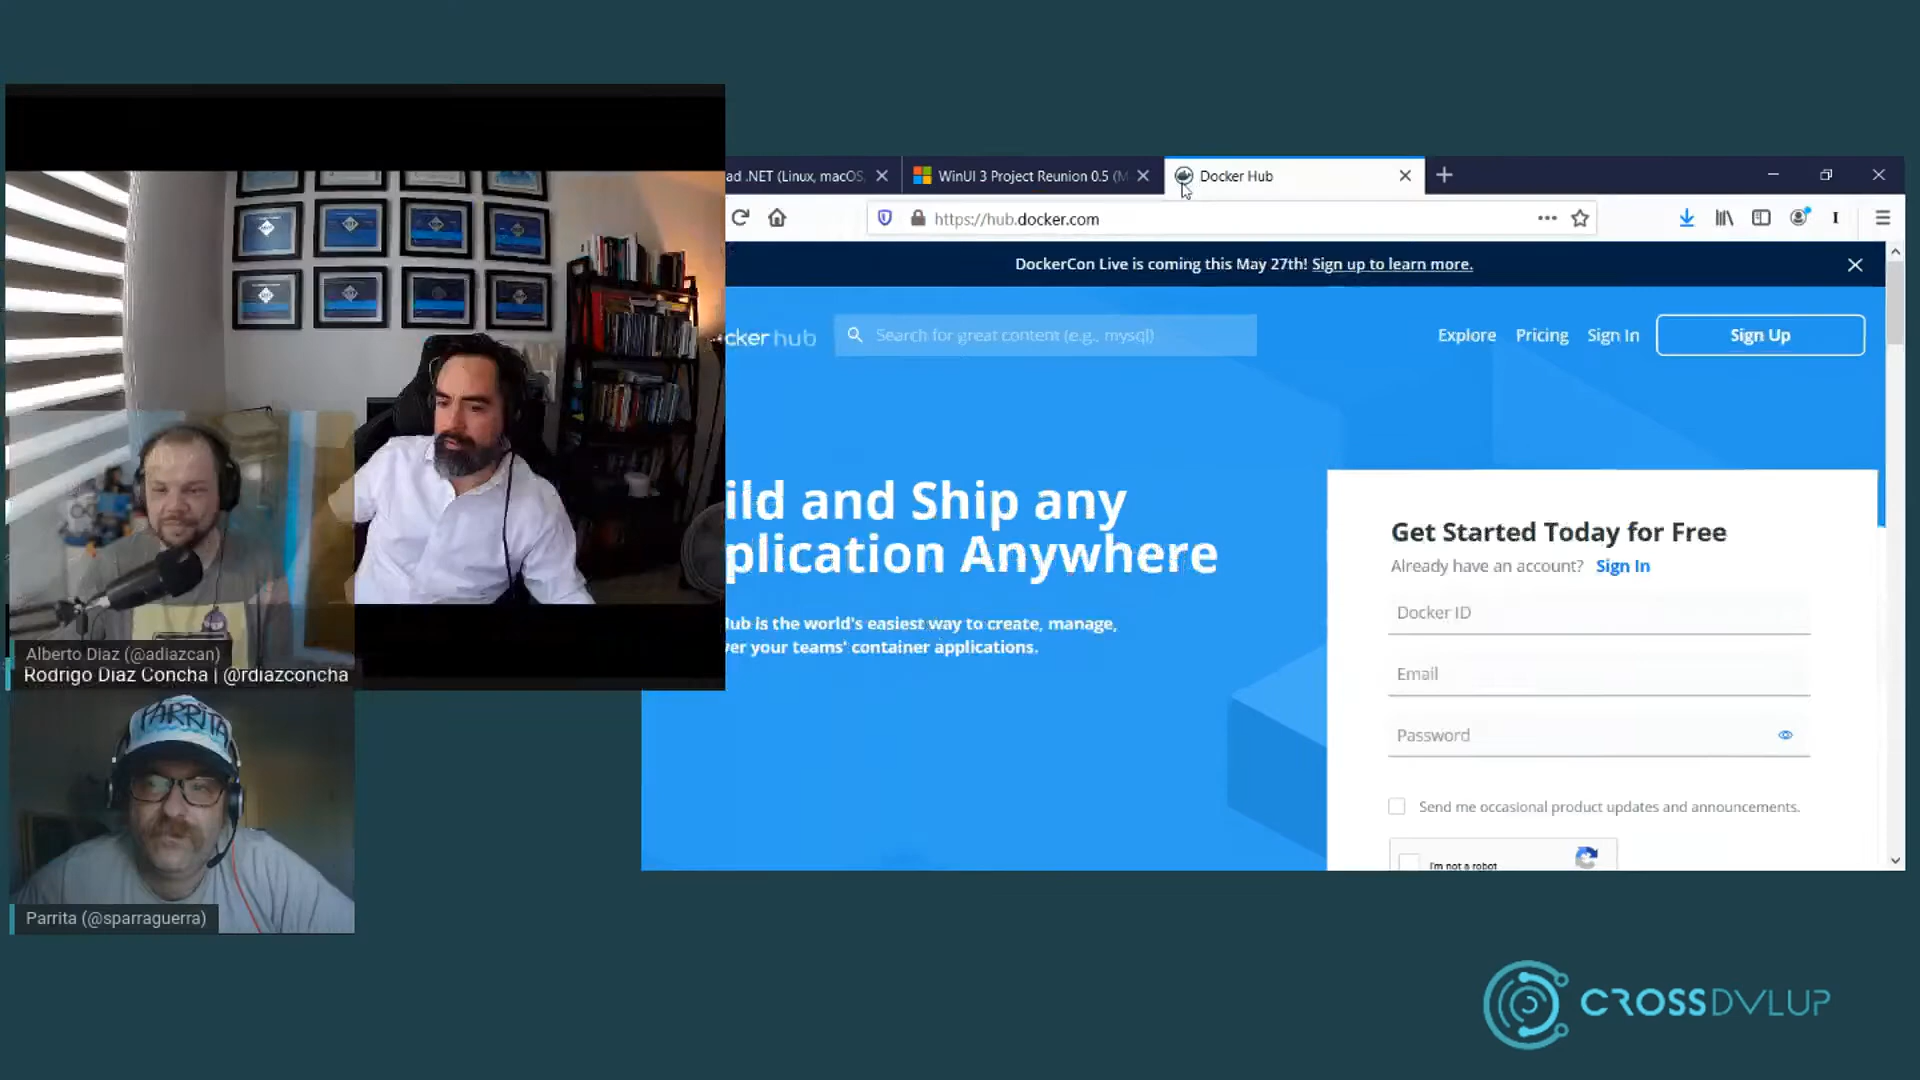 ad .NET (Linux, macOS,
WinUI 3 Project Reunion 0.5 (M
Docker Hub
https://hub.docker.com
I
DockerCon Live is coming this May 27th! Sign up to learn more.
cker hub
Search for great content (e.g., mysql)
Explore
Pricing
Sign In
Sign Up
ild and Ship any
plication Anywhere
Hub is the world's easiest way to create, manage,
er your teams' container applications.
Get Started Today for Free
Already have an account? Sign In
Docker ID
Email
Password
Send me occasional product updates and announcements.
I'm not a robot
Alberto Diaz (@adiazcan)
Rodrigo Diaz Concha | @rdiazconcha
PARRITA
Parrita (@sparraguerra)
CROSSDVLUP